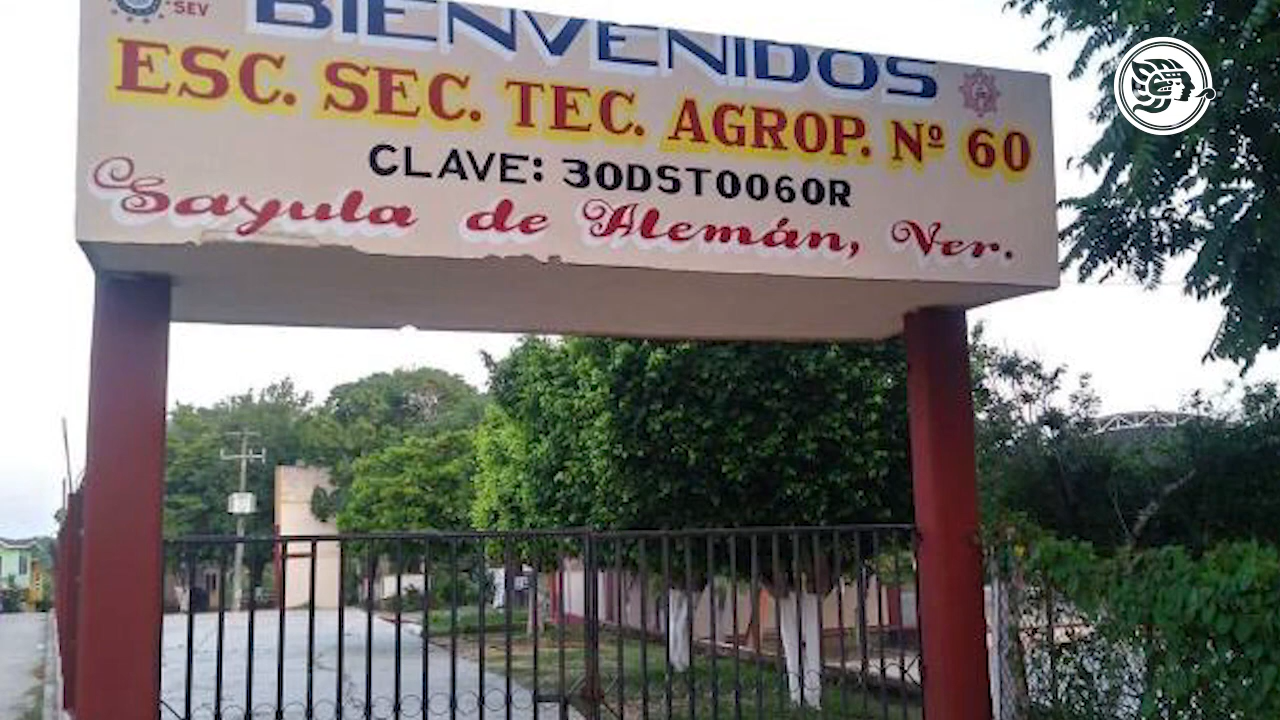 SEV
BIENVENIDOS
ESC. SEC. TEC. AGROP. Nº 60
CLAVE: 30DST0060R
Sayula de Alemán, Ver.